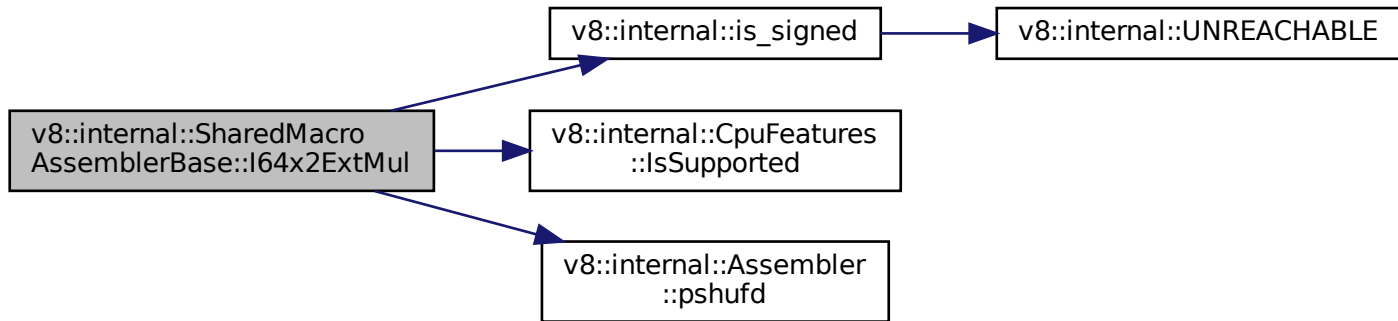 v8::internal::is_signed
v8::internal::UNREACHABLE
v8::internal::SharedMacro
AssemblerBase::I64x2ExtMul
v8::internal::CpuFeatures
::IsSupported
v8::internal::Assembler
::pshufd